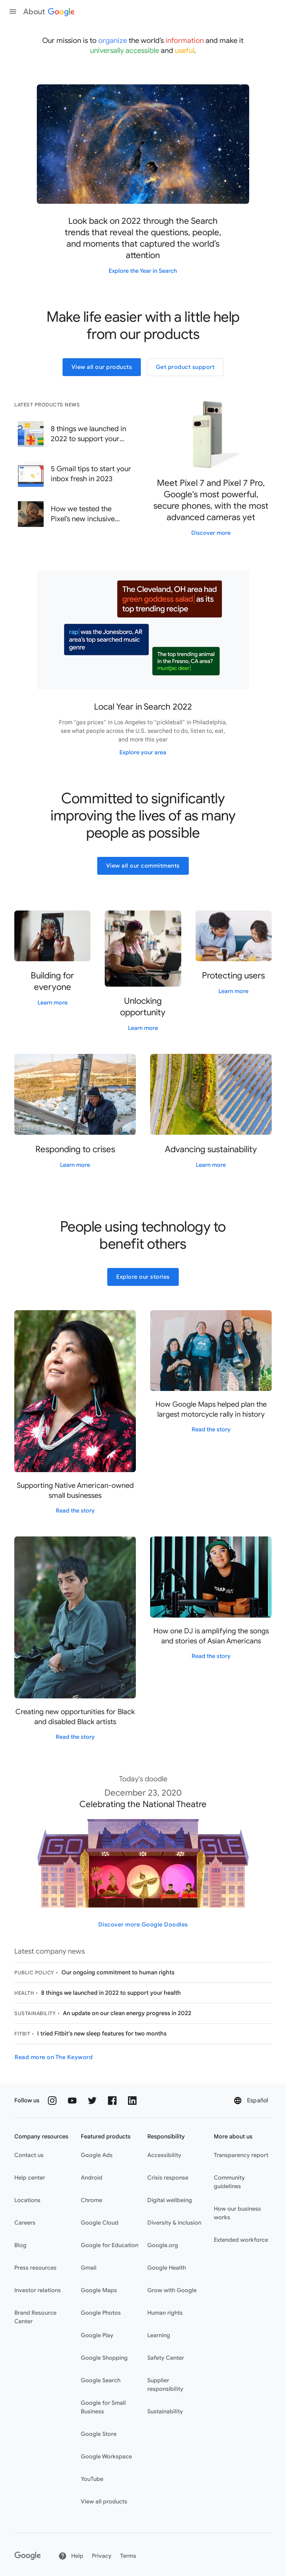 About Google
Our mission is to organize the world's information and make it
universally accessible and useful.
Look back on 2022 through the Search
trends that reveal the questions, people,
and moments that captured the world's
attention
Explore the Year in Search
Make life easier with a little help
from our products
View all our products
Get product support
LATEST PRODUCTS NEWS
8 things we launched in
2022 to support your...
5 Gmail tips to start your
inbox fresh in 2023
How we tested the
Pixel's new inclusive...
Meet Pixel 7 and Pixel 7 Pro,
Google's most powerful,
secure phones, with the most
advanced cameras yet
Discover more
The Cleveland, OH area had
green goddess salad as its
top trending recipe
rap was the Jonesboro, AR
area's top searched music
genre
The top trending animal
in the Fresno, CA area?
muntjac deer
Local Year in Search 2022
From "gas prices" in Los Angeles to "pickleball" in Philadelphia,
see what people across the U.S. searched to do, listen to, eat,
and more this year
Explore your area
Committed to significantly
improving the lives of as many
people as possible
View all our commitments
Building for
everyone
Learn more
Unlocking
opportunity
Learn more
Protecting users
Learn more
Responding to crises
Learn more
Advancing sustainability
Learn more
People using technology to
benefit others
Explore our stories
Supporting Native American-owned
small businesses
Read the story
How Google Maps helped plan the
largest motorcycle rally in history
Read the story
Creating new opportunities for Black
and disabled Black artists
Read the story
How one DJ is amplifying the songs
and stories of Asian Americans
Read the story
Today's doodle
December 23, 2020
Celebrating the National Theatre
GOOGLE
Discover more Google Doodles
Latest company news
PUBLIC POLICY • Our ongoing commitment to human rights
HEALTH • 8 things we launched in 2022 to support your health
SUSTAINABILITY • An update on our clean energy progress in 2022
FITBIT • I tried Fitbit's new sleep features for two months
Read more on The Keyword
Follow us
Español
Company resources
Contact us
Help center
Locations
Careers
Blog
Press resources
Investor relations
Brand Resource
Center
Featured products
Google Ads
Android
Chrome
Google Cloud
Google for Education
Gmail
Google Maps
Google Photos
Google Play
Google Shopping
Google Search
Google for Small
Business
Google Store
Google Workspace
YouTube
View all products
Responsibility
Accessibility
Crisis response
Digital wellbeing
Diversity & inclusion
Google.org
Google Health
Grow with Google
Human rights
Learning
Safety Center
Supplier
responsibility
Sustainability
More about us
Transparency report
Community
guidelines
How our business
works
Extended workforce
Google
Help
Privacy
Terms